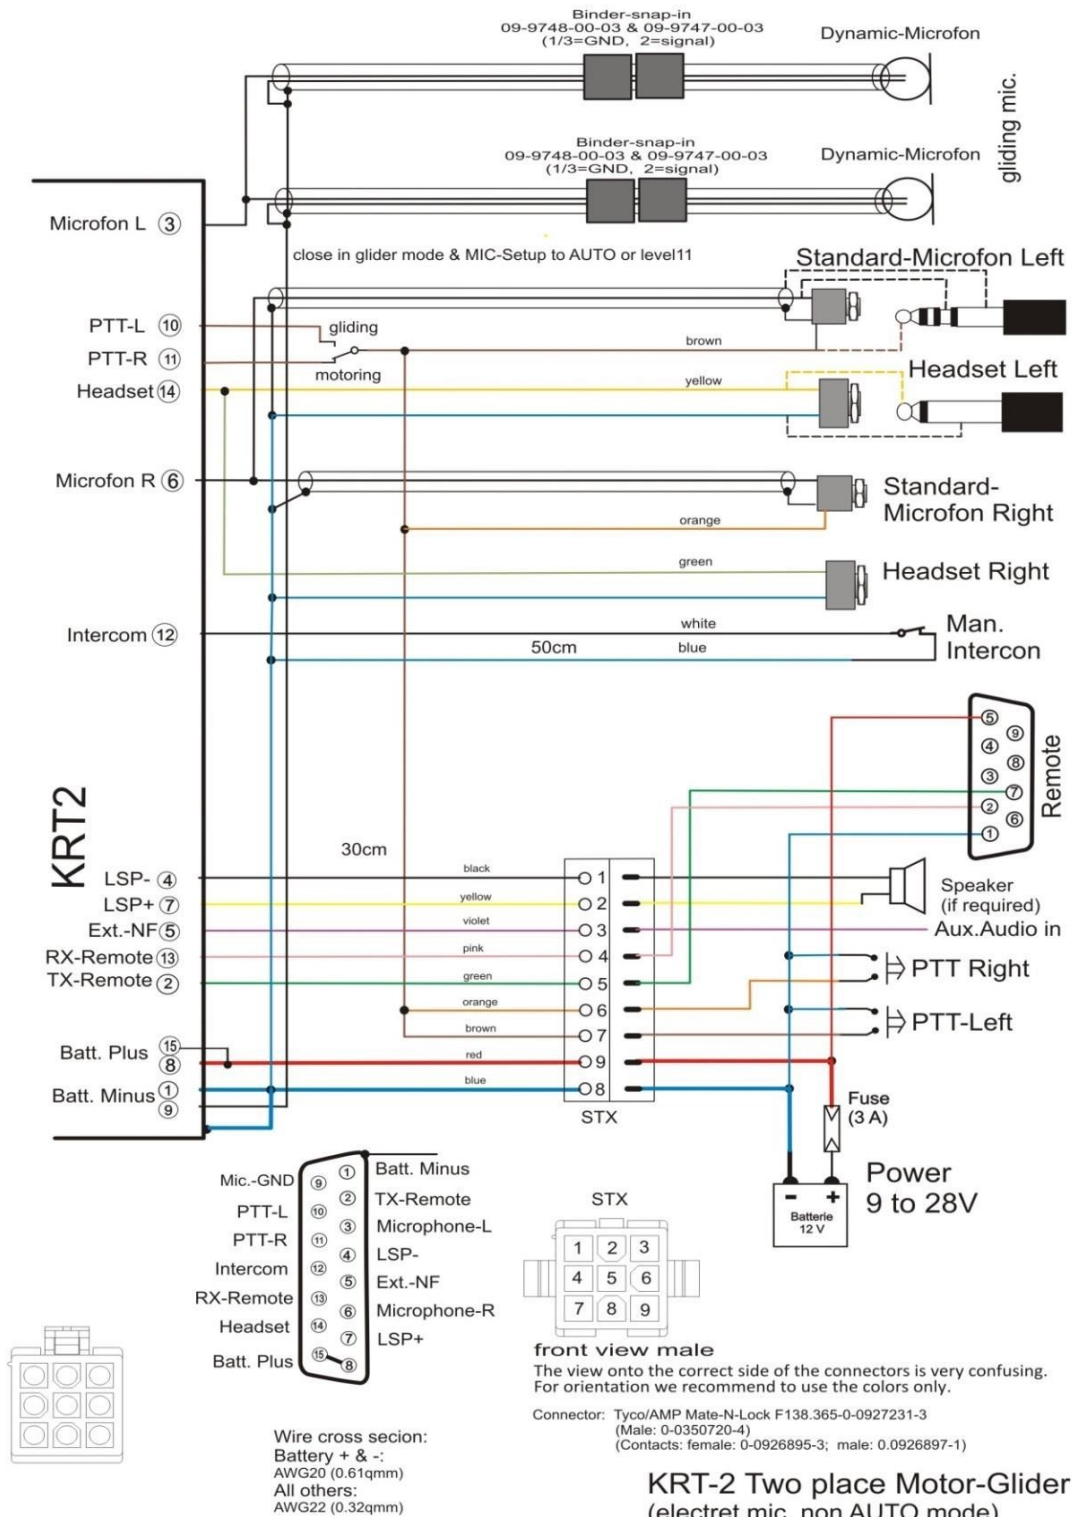 Binder-snap-in
09-9748-00-03 & 09-9747-00-03
(1/3=GND, 2=signal)
Dynamic-Microfon
gliding mic.
Binder-snap-in
09-9748-00-03 & 09-9747-00-03
(1/3=GND, 2=signal)
Dynamic-Microfon
Microfon L 3
close in glider mode & MIC-Setup to AUTO or level11
Standard-Microfon Left
PTT-L 10
gliding
brown
PTT-R 11
motoring
Headset 14
yellow
Headset Left
Microfon R 6
Standard-
Microfon Right
orange
green
Headset Right
Intercom 12
white
50cm
blue
Man.
Intercon
5
9
4
8
3
7
2
6
1
Remote
KRT2
30cm
LSP- 4
black
1
Speaker
(if required)
LSP+ 7
yellow
2
Ext.-NF 5
violet
3
Aux.Audio in
RX-Remote 13
pink
4
PTT Right
TX-Remote 2
green
5
orange
6
PTT-Left
brown
7
Batt. Plus 15
8
red
9
Batt. Minus 1
9
blue
8
STX
Fuse
(3 A)
Power
9 to 28V
- +
Batterie
12 V
Mic.-GND 9
1 Batt. Minus
PTT-L 10
2 TX-Remote
PTT-R 11
3 Microphone-L
Intercom 12
4 LSP-
RX-Remote 13
5 Ext.-NF
Headset 14
6 Microphone-R
Batt. Plus 15
7 LSP+
8
STX
1 2 3
4 5 6
7 8 9
front view male
The view onto the correct side of the connectors is very confusing.
For orientation we recommend to use the colors only.
Connector: Tyco/AMP Mate-N-Lock F138.365-0-0927231-3
(Male: 0-0350720-4)
(Contacts: female: 0-0926895-3; male: 0.0926897-1)
Wire cross secion:
Battery + & -:
AWG20 (0.61qmm)
All others:
AWG22 (0.32qmm)
KRT-2 Two place Motor-Glider
(electret mic, non AUTO mode)